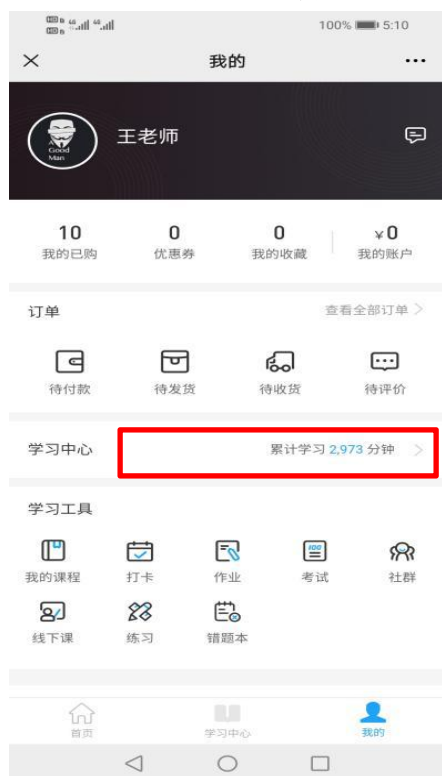 100% 5:10
我的
A
Good
Man
王老师
10 0 0 ¥0
我的已购 优惠券 我的收藏 我的账户
订单 查看全部订单 >
待付款 待发货 待收货 待评价
学习中心 累计学习 2,973 分钟 >
学习工具
100
我的课程 打卡 作业 考试 社群
线下课 练习 错题本
首页 学习中心 我的